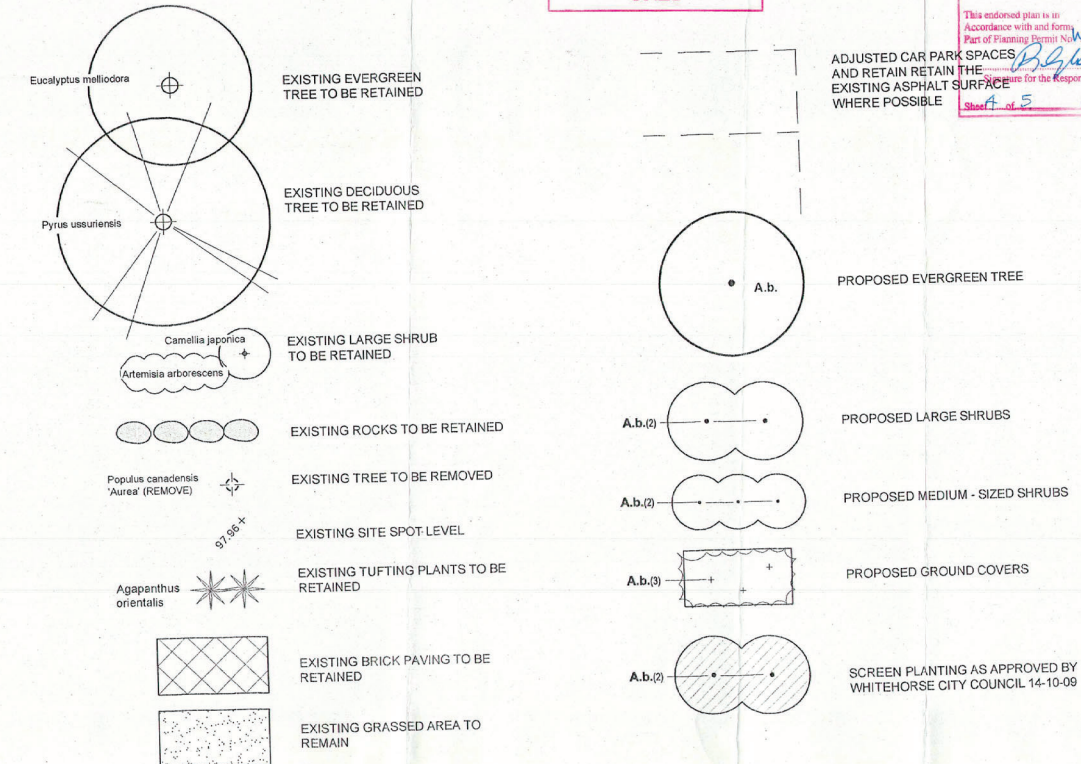 Eucalyptus melliodora
EXISTING EVERGREEN
TREE TO BE RETAINED
EXISTING DECIDUOUS
TREE TO BE RETAINED
Pyrus ussuriensis
Camellia japonica
Artemisia arborescens
EXISTING LARGE SHRUB
TO BE RETAINED
EXISTING ROCKS TO BE RETAINED
Populus canadensis
'Aurea' (REMOVE)
EXISTING TREE TO BE REMOVED
97.96 +
EXISTING SITE SPOT LEVEL
Agapanthus
orientalis
EXISTING TUFTING PLANTS TO BE
RETAINED
EXISTING BRICK PAVING TO BE
RETAINED
EXISTING GRASSED AREA TO
REMAIN
This endorsed plan is in
Accordance with and forms
Part of Planning Permit No
Signature for the Respon
Sheet 4 of 5
ADJUSTED CAR PARK SPACES
AND RETAIN RETAIN THE
EXISTING ASPHALT SURFACE
WHERE POSSIBLE
A.b.
PROPOSED EVERGREEN TREE
A.b.(2)
PROPOSED LARGE SHRUBS
A.b.(2)
PROPOSED MEDIUM - SIZED SHRUBS
A.b.(3)
PROPOSED GROUND COVERS
A.b.(2)
SCREEN PLANTING AS APPROVED BY
WHITEHORSE CITY COUNCIL 14-10-09